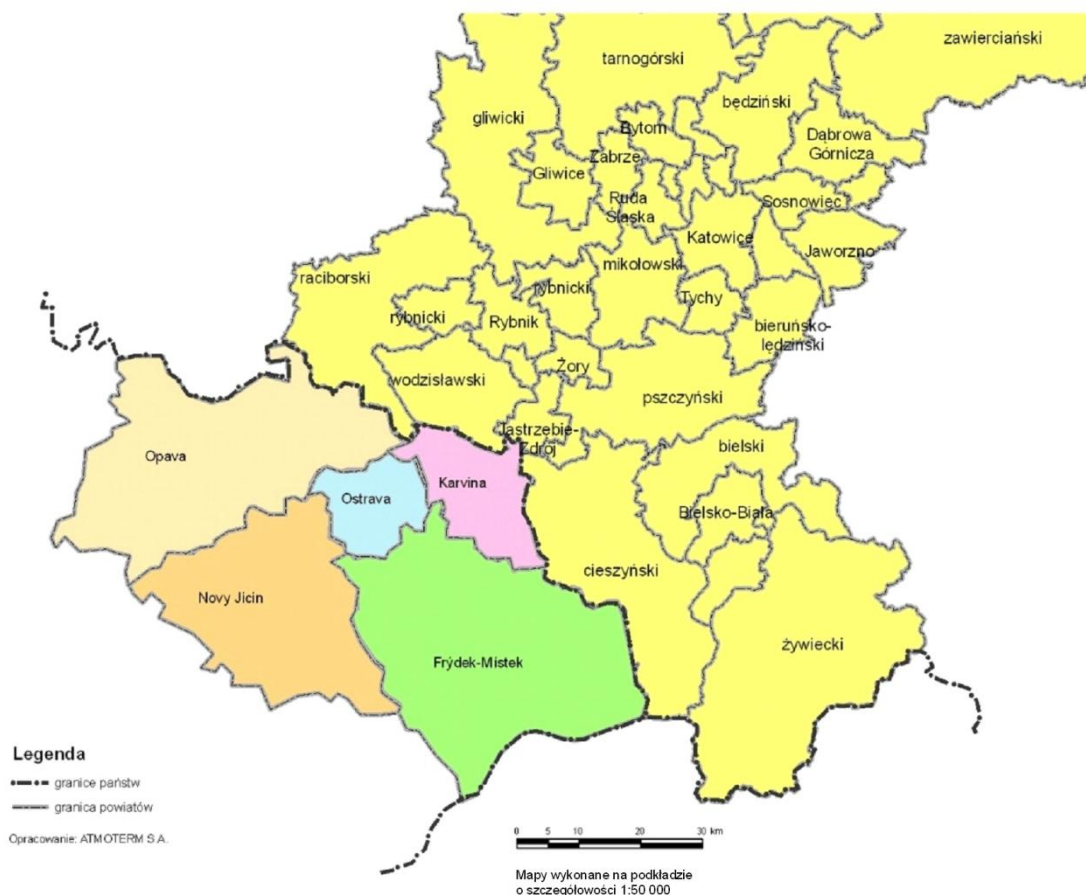 zawierciański
tarnogórski
będziński
gliwicki
Bytom
Dąbrowa
Górnicza
Zabrze
Gliwice
Ruda
Śląska
Sosnowiec
Katowice
Jaworzno
mikołowski
raciborski
rybnicki
Tychy
rybnicki
Rybnik
bieruńsko-
lędziński
Żory
wodzisławski
pszczyński
Jastrzębie-
Zdrój
bielski
Opava
Karvina
Ostrava
Bielsko-Biała
cieszyński
Novy Jicin
żywiecki
Frýdek-Mistek
Legenda
granice państw
granica powiatów
Opracowanie: ATMOTERM S.A.
0 5 10 20 30 km
Mapy wykonane na podkładzie
o szczegółowości 1:50 000